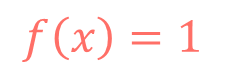 f(x) = 1